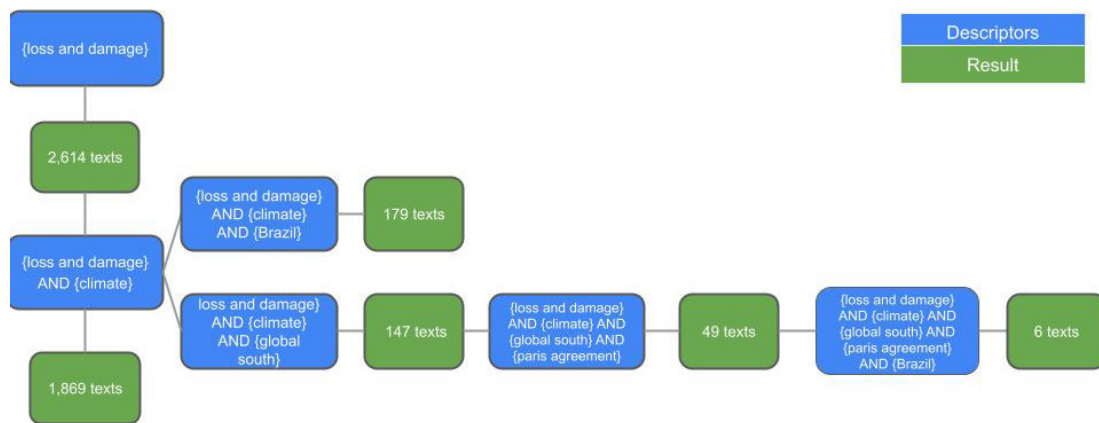 {loss and damage}
Descriptors
Result
2,614 texts
{loss and damage}
AND {climate}
AND {Brazil}
179 texts
{loss and damage}
AND {climate}
loss and damage}
AND {climate}
AND {global
south}
147 texts
{loss and damage}
AND {climate} AND
{global south} AND
{paris agreement}
49 texts
{loss and damage}
AND {climate} AND
{global south} AND
{paris agreement}
AND {Brazil}
6 texts
1,869 texts